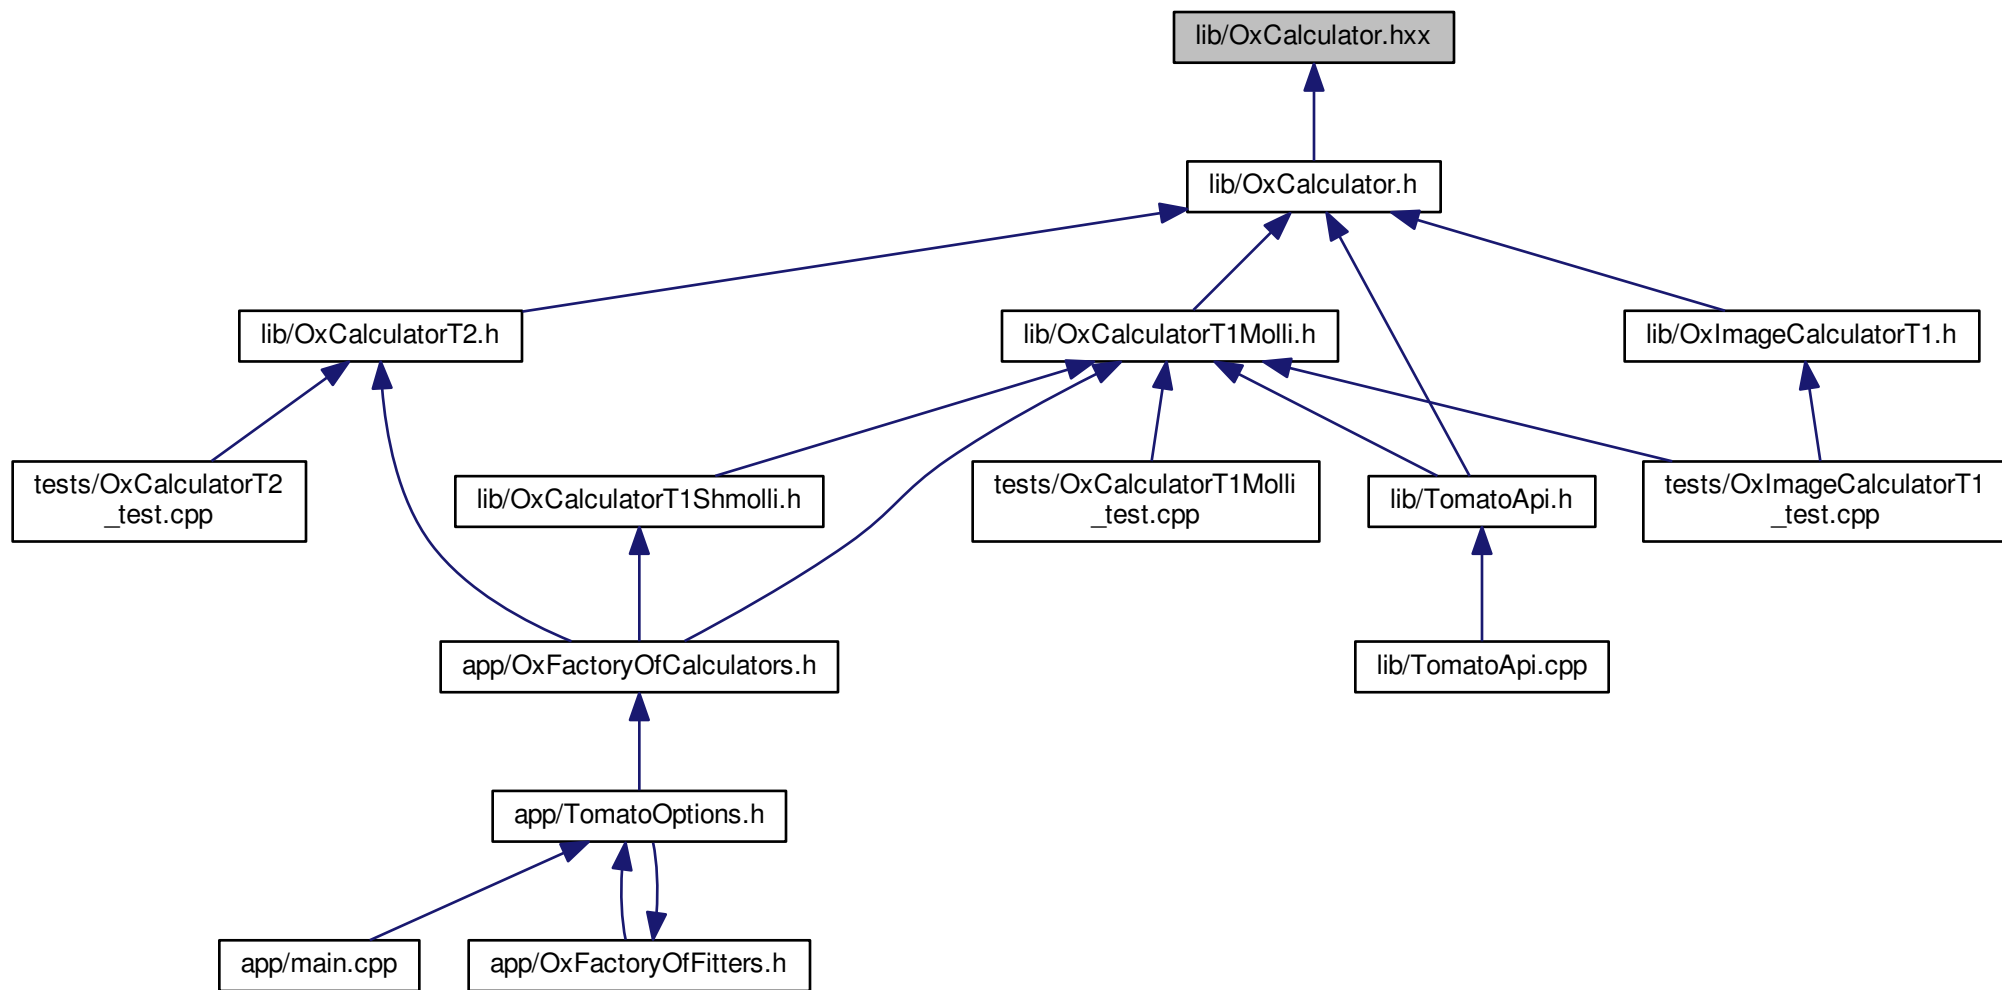 lib/OxCalculator.hxx
lib/OxCalculator.h
lib/OxCalculatorT2.h
lib/OxCalculatorT1Molli.h
lib/OxImageCalculatorT1.h
tests/OxCalculatorT2
_test.cpp
lib/OxCalculatorT1Shmolli.h
tests/OxCalculatorT1Molli
_test.cpp
lib/TomatoApi.h
tests/OxImageCalculatorT1
_test.cpp
app/OxFactoryOfCalculators.h
lib/TomatoApi.cpp
app/TomatoOptions.h
app/main.cpp
app/OxFactoryOfFitters.h